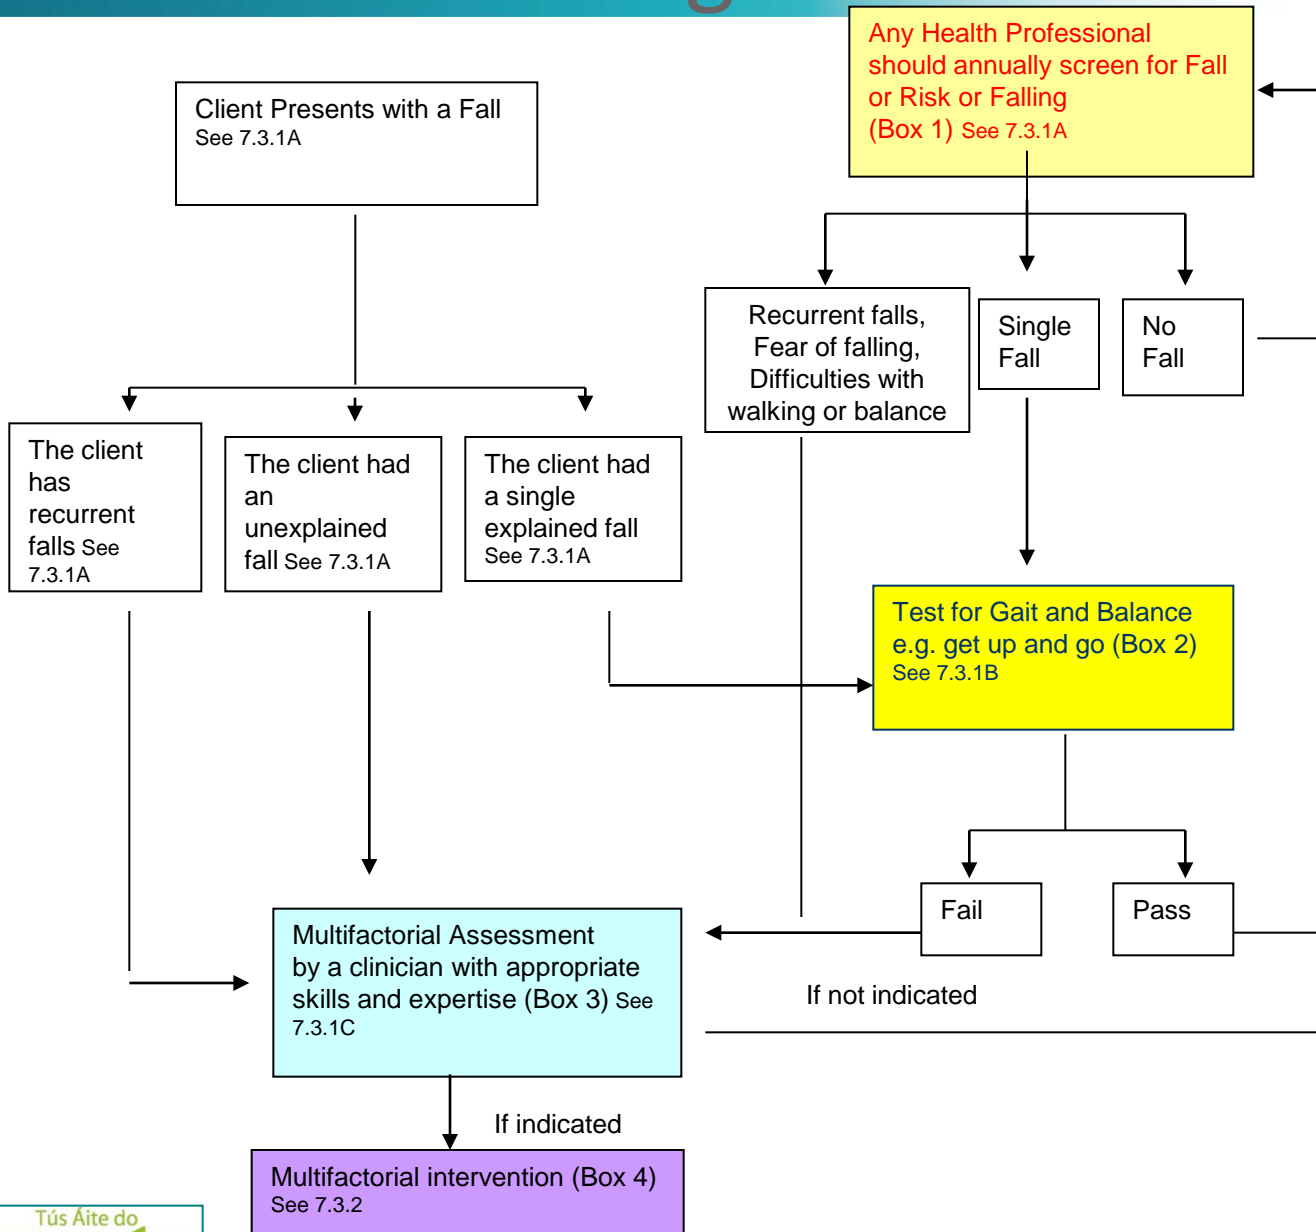 Any Health Professional
should annually screen for Fall
or Risk or Falling
(Box 1) See 7.3.1A
Client Presents with a Fall
See 7.3.1A
Recurrent falls,
Fear of falling,
Difficulties with
walking or balance
Single
Fall
No
Fall
The client
has
recurrent
falls See
7.3.1A
The client had
an
unexplained
fall See 7.3.1A
The client had
a single
explained fall
See 7.3.1A
Test for Gait and Balance
e.g. get up and go (Box 2)
See 7.3.1B
Fail
Pass
Multifactorial Assessment
by a clinician with appropriate
skills and expertise (Box 3) See
7.3.1C
If not indicated
If indicated
Multifactorial intervention (Box 4)
See 7.3.2
Tús Áite do